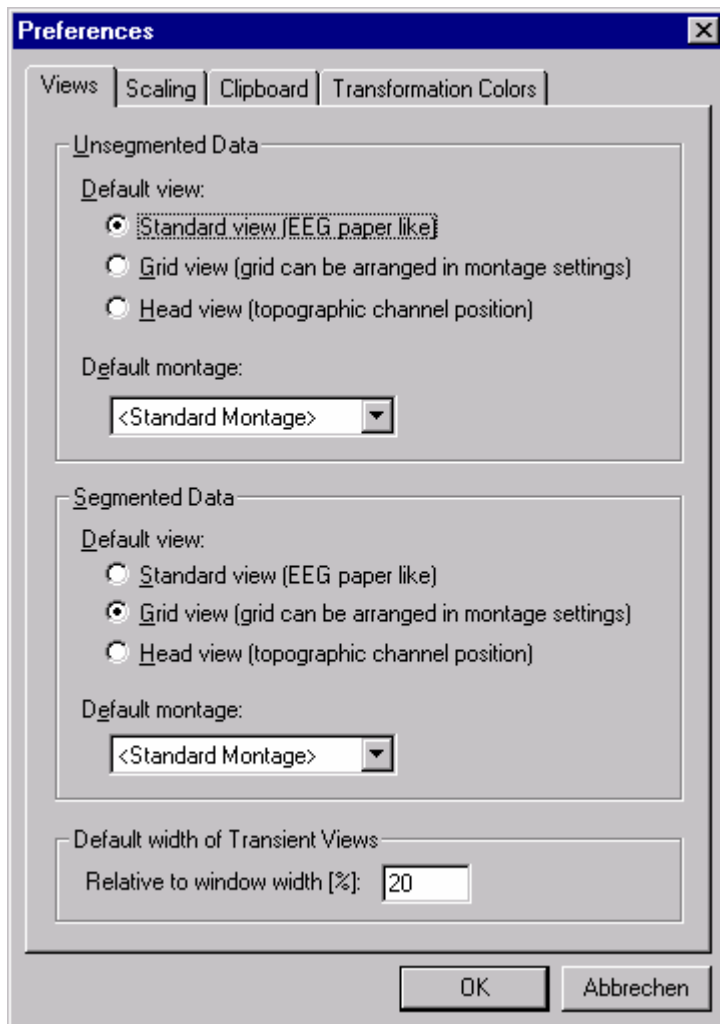 Preferences
Views Scaling Clipboard Transformation Colors
Unsegmented Data
Default view:
Standard view (EEG paper like)
Grid view (grid can be arranged in montage settings)
Head view (topographic channel position)
Default montage:
<Standard Montage>
Segmented Data
Default view:
Standard view (EEG paper like)
Grid view (grid can be arranged in montage settings)
Head view (topographic channel position)
Default montage:
<Standard Montage>
Default width of Transient Views
Relative to window width [%]: 20
OK Abbrechen